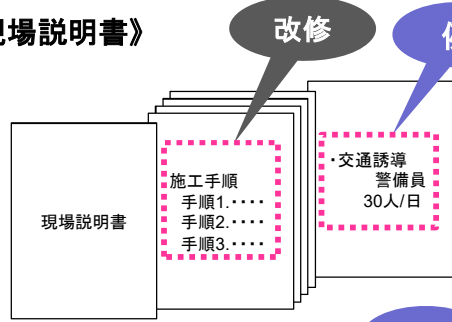 現場説明書》
改修
現場説明書
施工手順
手順1.････
手順2.････
手順3.････
･交通誘導
警備員
30人/日